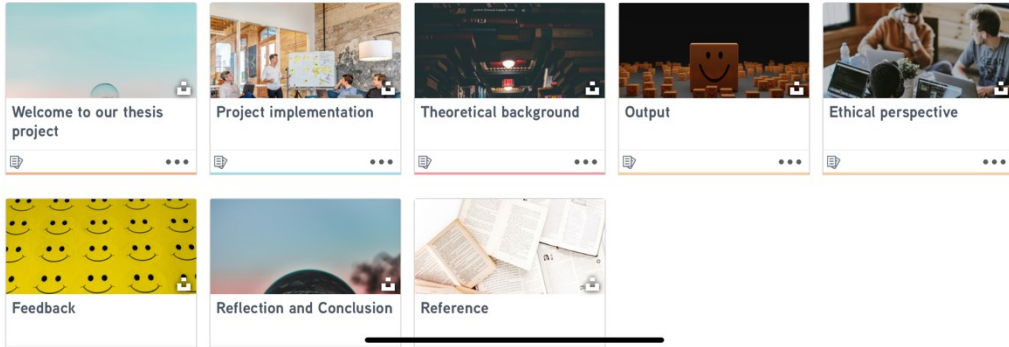 Welcome to our thesis
project
Project implementation
Theoretical background
Output
Ethical perspective
Feedback
Reflection and Conclusion
Reference